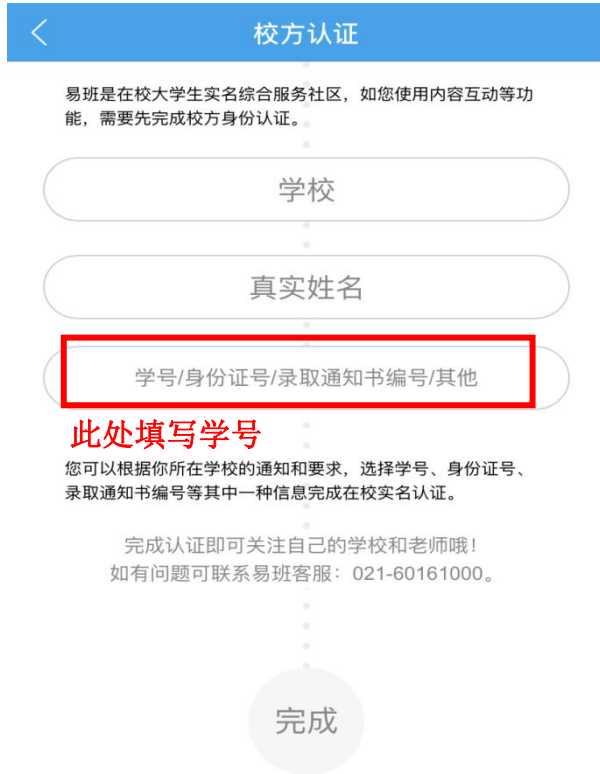 校方认证
易班是在校大学生实名综合服务社区，如您使用内容互动等功
能，需要先完成校方身份认证。
学校
真实姓名
学号/身份证号/录取通知书编号/其他
此处填写学号
您可以根据你所在学校的通知和要求，选择学号、身份证号、
录取通知书编号等其中一种信息完成在校实名认证。
完成认证即可关注自己的学校和老师哦！
如有问题可联系易班客服：021-60161000。
完成